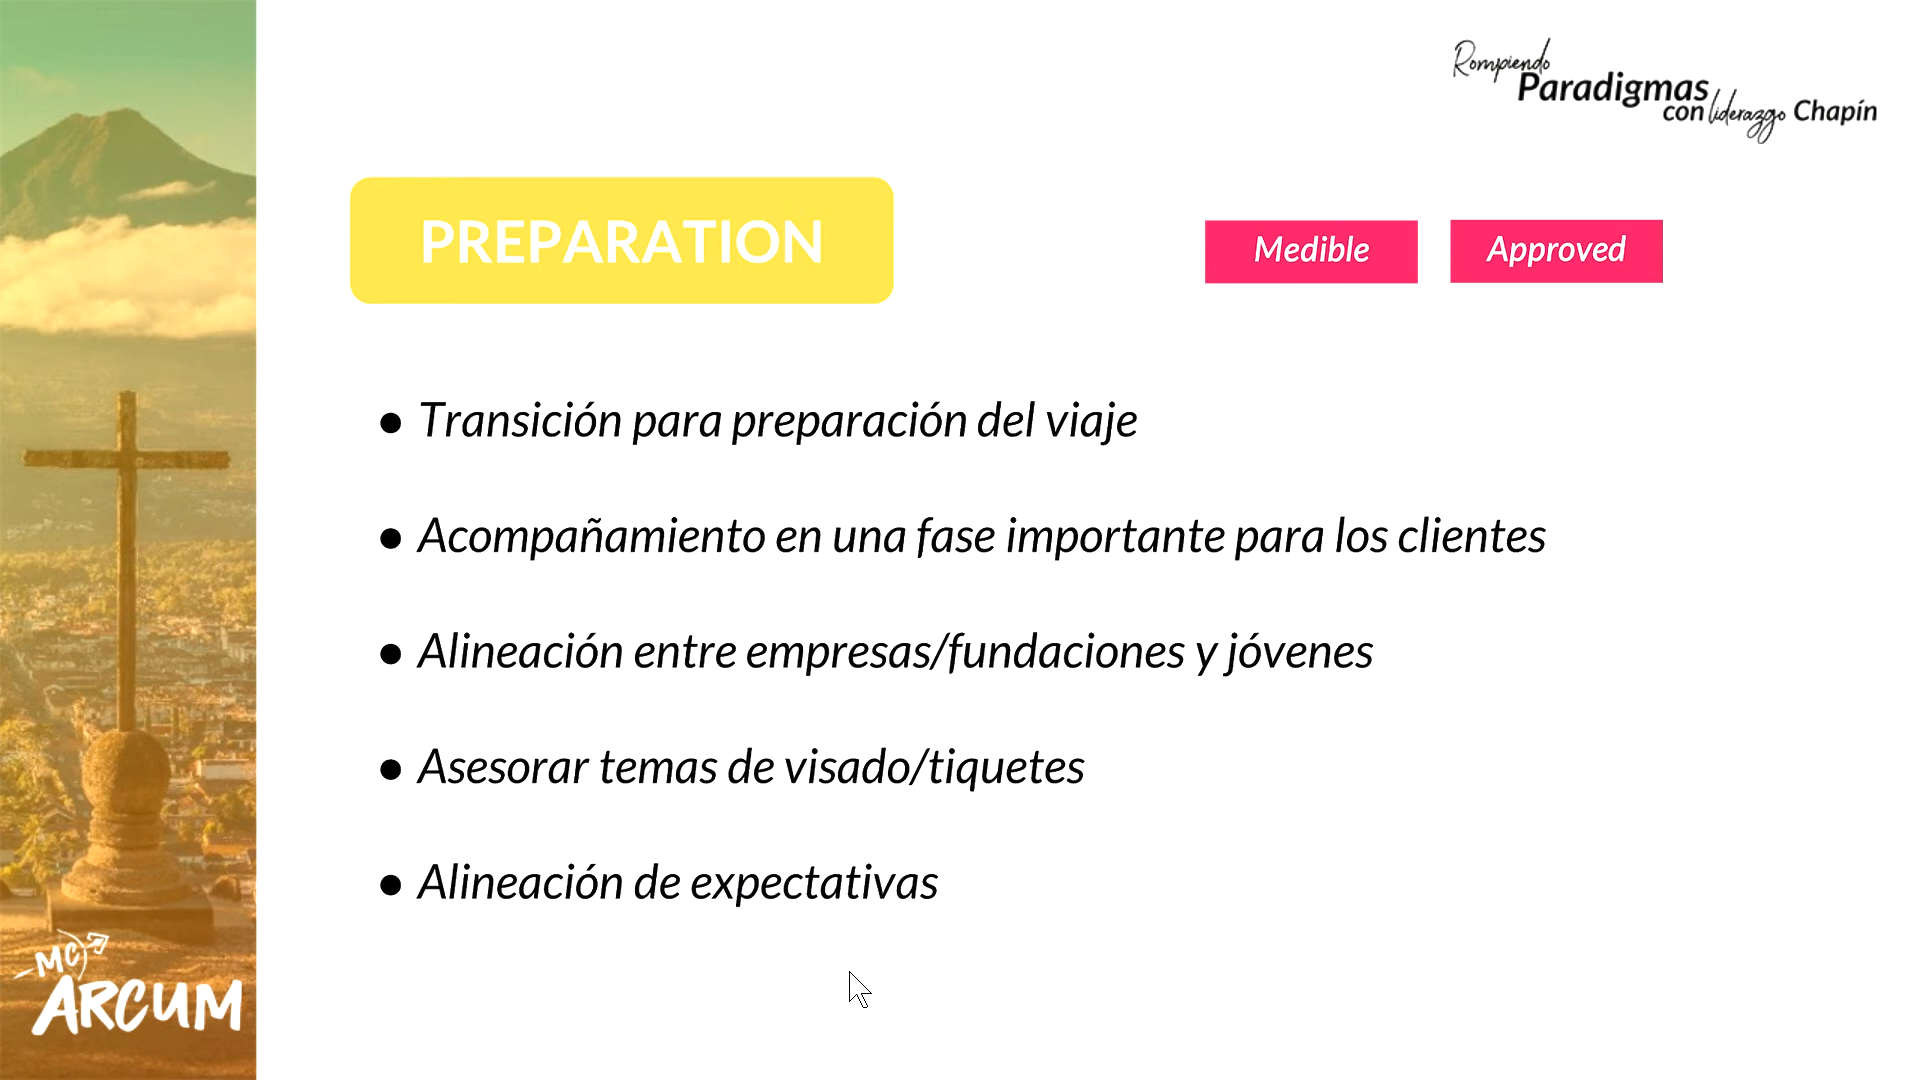 Rompiendo
Paradigmas
con liderazgo Chapín
PREPARATION
Medible
Approved
● Transición para preparación del viaje
● Acompañamiento en una fase importante para los clientes
● Alineación entre empresas/fundaciones y jóvenes
● Asesorar temas de visado/tiquetes
● Alineación de expectativas
MC
ARCUM